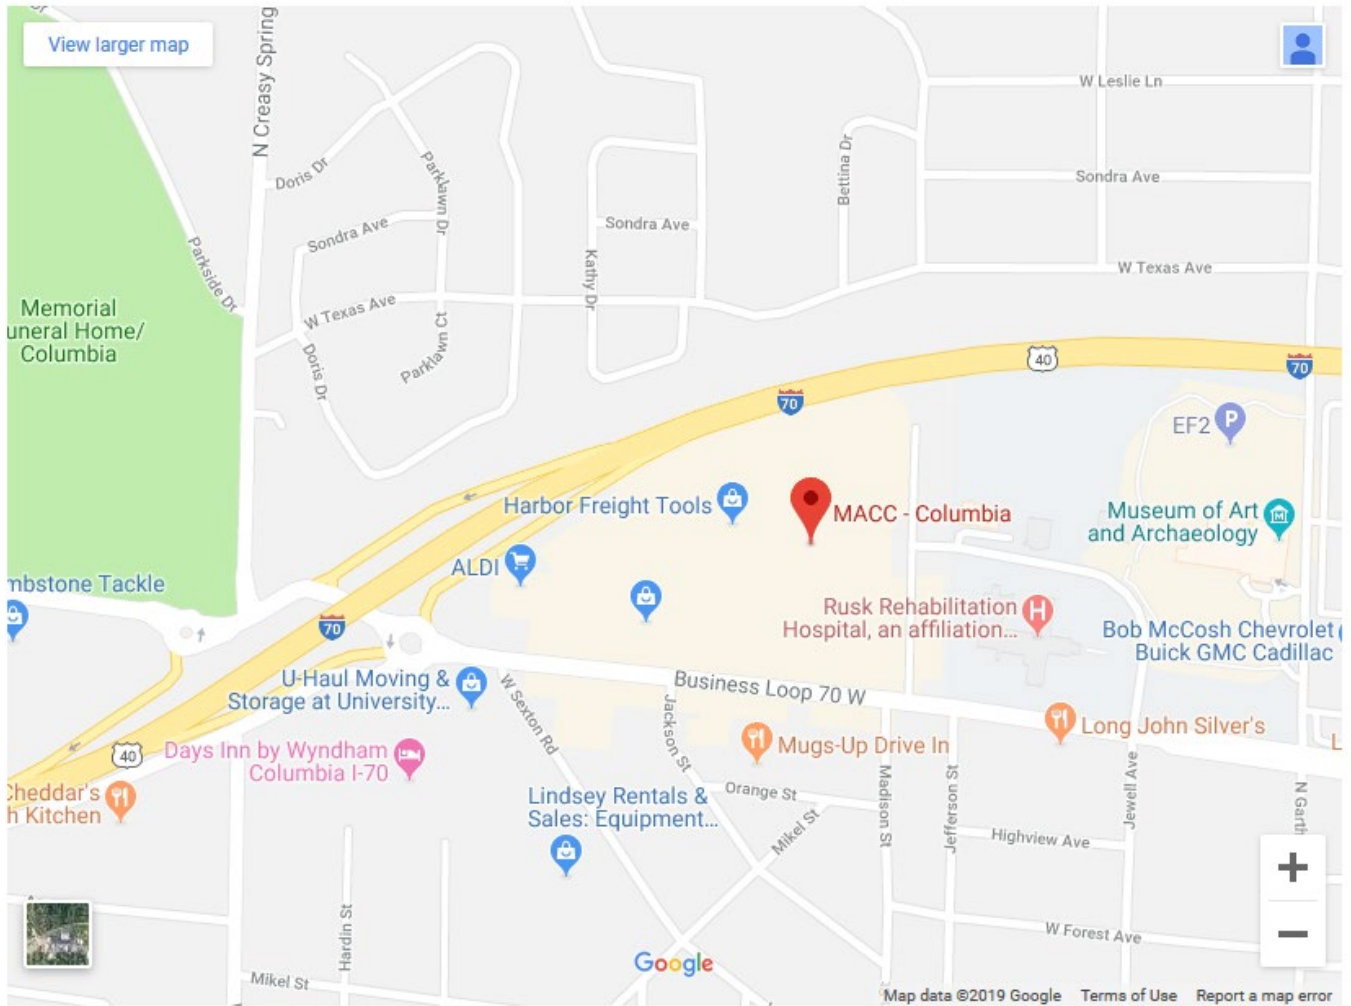 View larger map
N Creasy Spring
W Leslie Ln
Doris Dr
Parklawn Dr
Bettina Dr
Sondra Ave
Sondra Ave
Sondra Ave
Parkside Dr
Kathy Dr
W Texas Ave
W Texas Ave
Memorial
uneral Home/
Columbia
Doris Dr
Parklawn Ct
40
70
70
EF2
P
Harbor Freight Tools
MACC - Columbia
Museum of Art
and Archaeology
ALDI
mbstone Tackle
70
Rusk Rehabilitation
Hospital, an affiliation...
H
Bob McCosh Chevrolet
Buick GMC Cadillac
U-Haul Moving &
Storage at University...
W Sexton Rd
Jackson St
Business Loop 70 W
Long John Silver's
Mugs-Up Drive In
40
Days Inn by Wyndham
Columbia I-70
Cheddar's
h Kitchen
Lindsey Rentals &
Sales: Equipment...
Orange St
Mikel St
Madison St
Jefferson St
Highview Ave
Jewell Ave
N Garth
W Forest Ave
Hardin St
Mikel St
Google
Map data ©2019 Google Terms of Use Report a map error